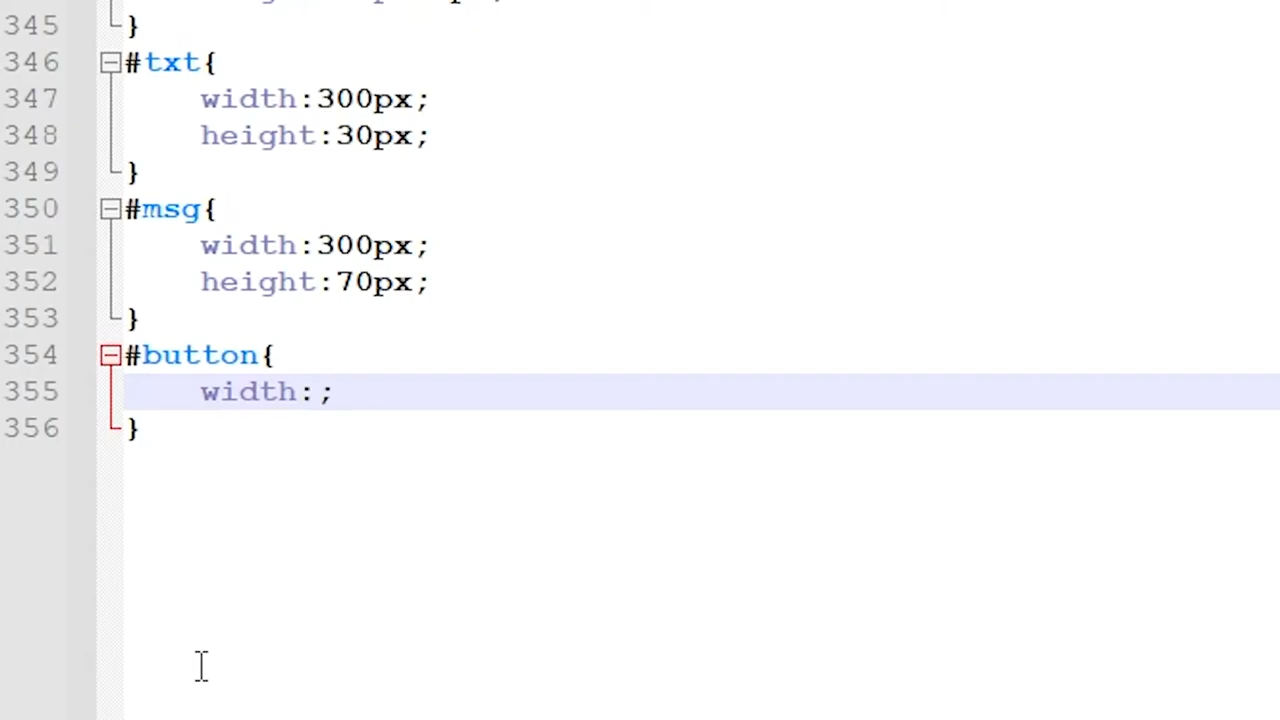 345 }
346 #txt{
347 width:300px;
348 height:30px;
349 }
350 #msg{
351 width:300px;
352 height:70px;
353 }
354 #button{
355 width:;
356 }